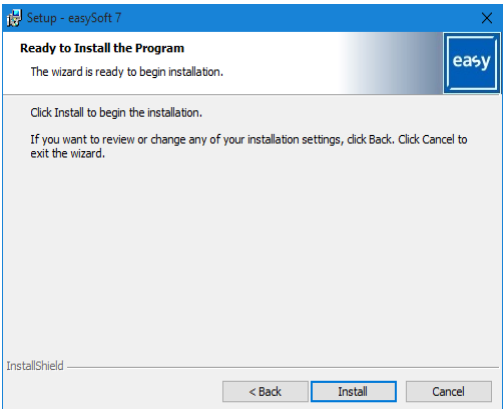 Setup - easySoft 7
Ready to Install the Program
The wizard is ready to begin installation.
easy
Click Install to begin the installation.
If you want to review or change any of your installation settings, click Back. Click Cancel to
exit the wizard.
InstallShield
< Back Install Cancel